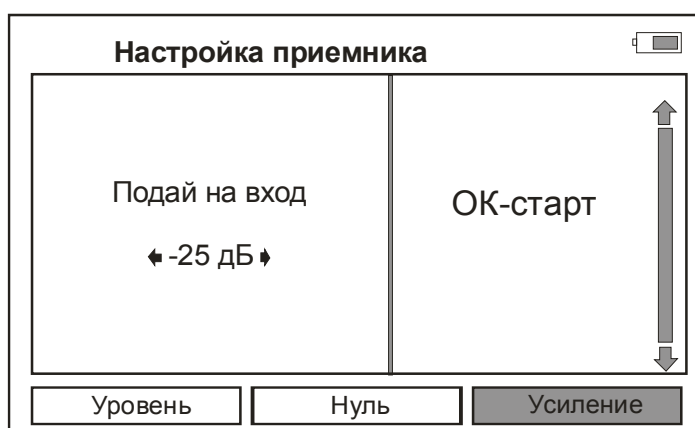 Настройка приемника
Подай на вход
-25 дБ
ОК-старт
Уровень
Нуль
Усиление